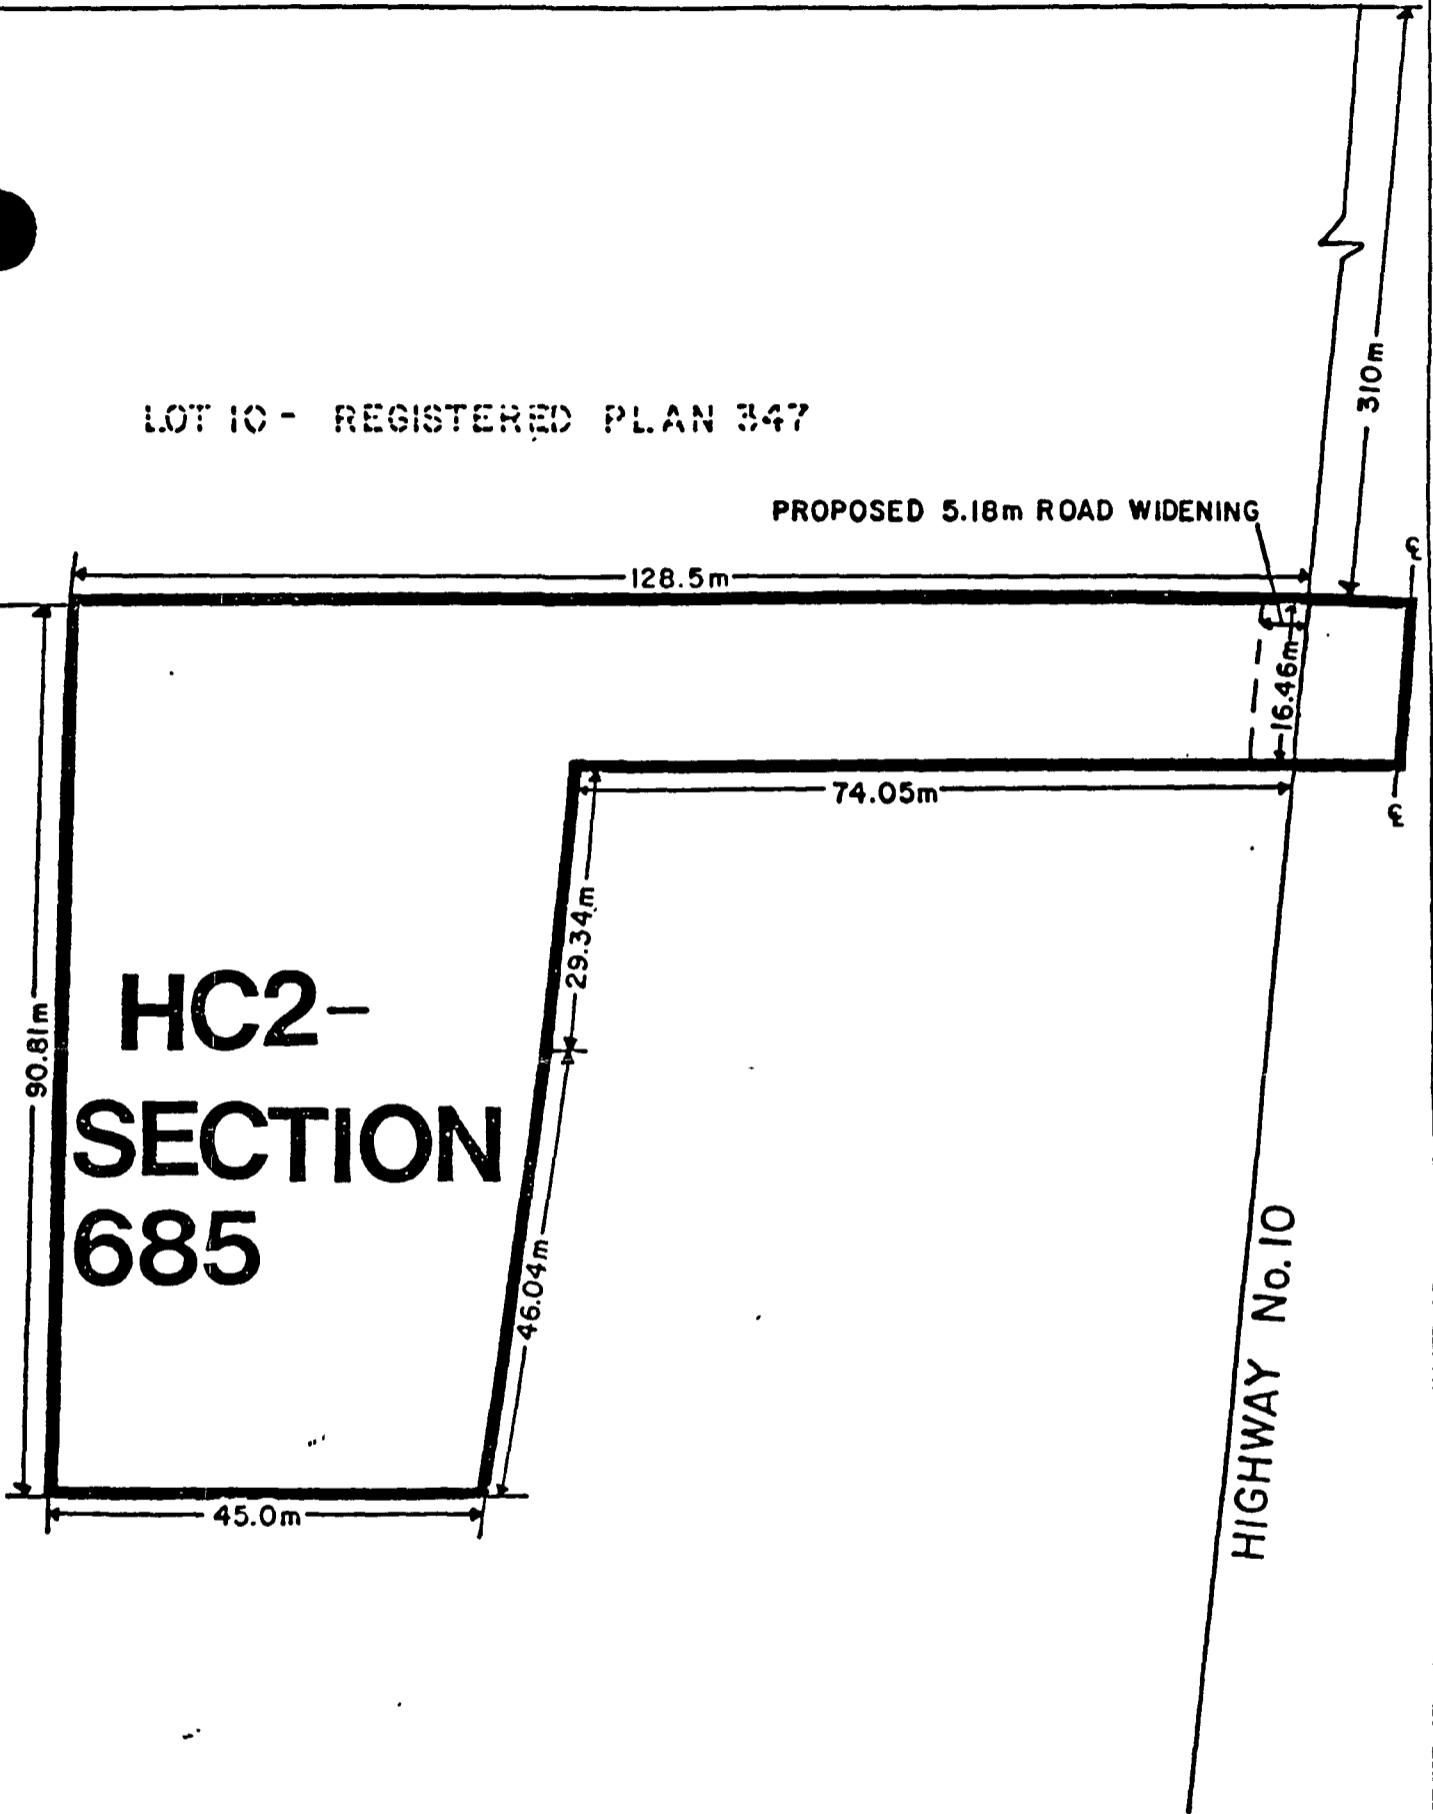 310m
LOT 10 - REGISTERED PLAN 347
PROPOSED 5.18m ROAD WIDENING
℄
128.5m
16.46m
74.05m
℄
29.34m
90.81m
HC2-
SECTION
685
46.04m
HIGHWAY No. 10
45.0m